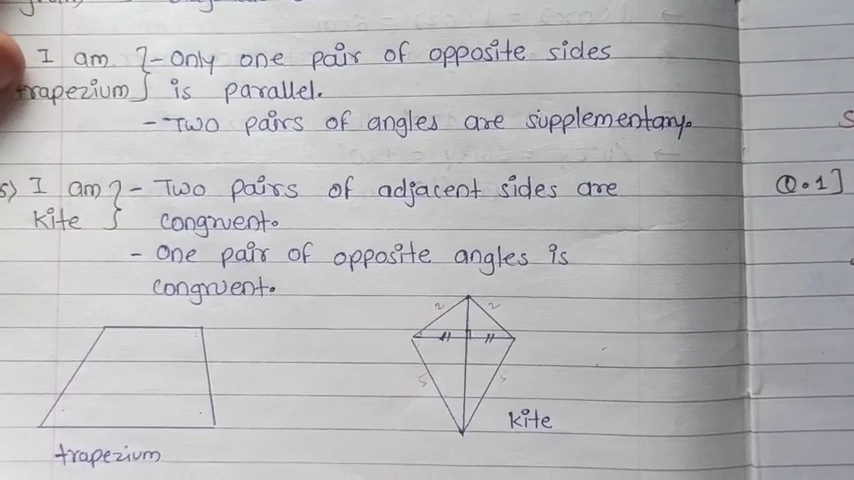 I am }- Only one pair of opposite sides
trapezium } is parallel.
- Two pairs of angles are supplementary.
5) I am } - Two pairs of adjacent sides are
kite } congruent.
- One pair of opposite angles is
congruent.
Q.1]
2 2
5 5
kite
trapezium